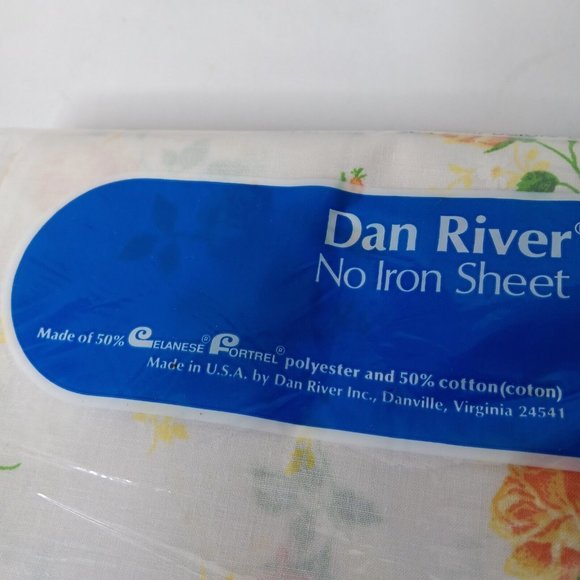 Dan River®
No Iron Sheet
Made of 50% CELANESE® FORTREL® polyester and 50% cotton(coton)
Made in U.S.A. by Dan River Inc., Danville, Virginia 24541